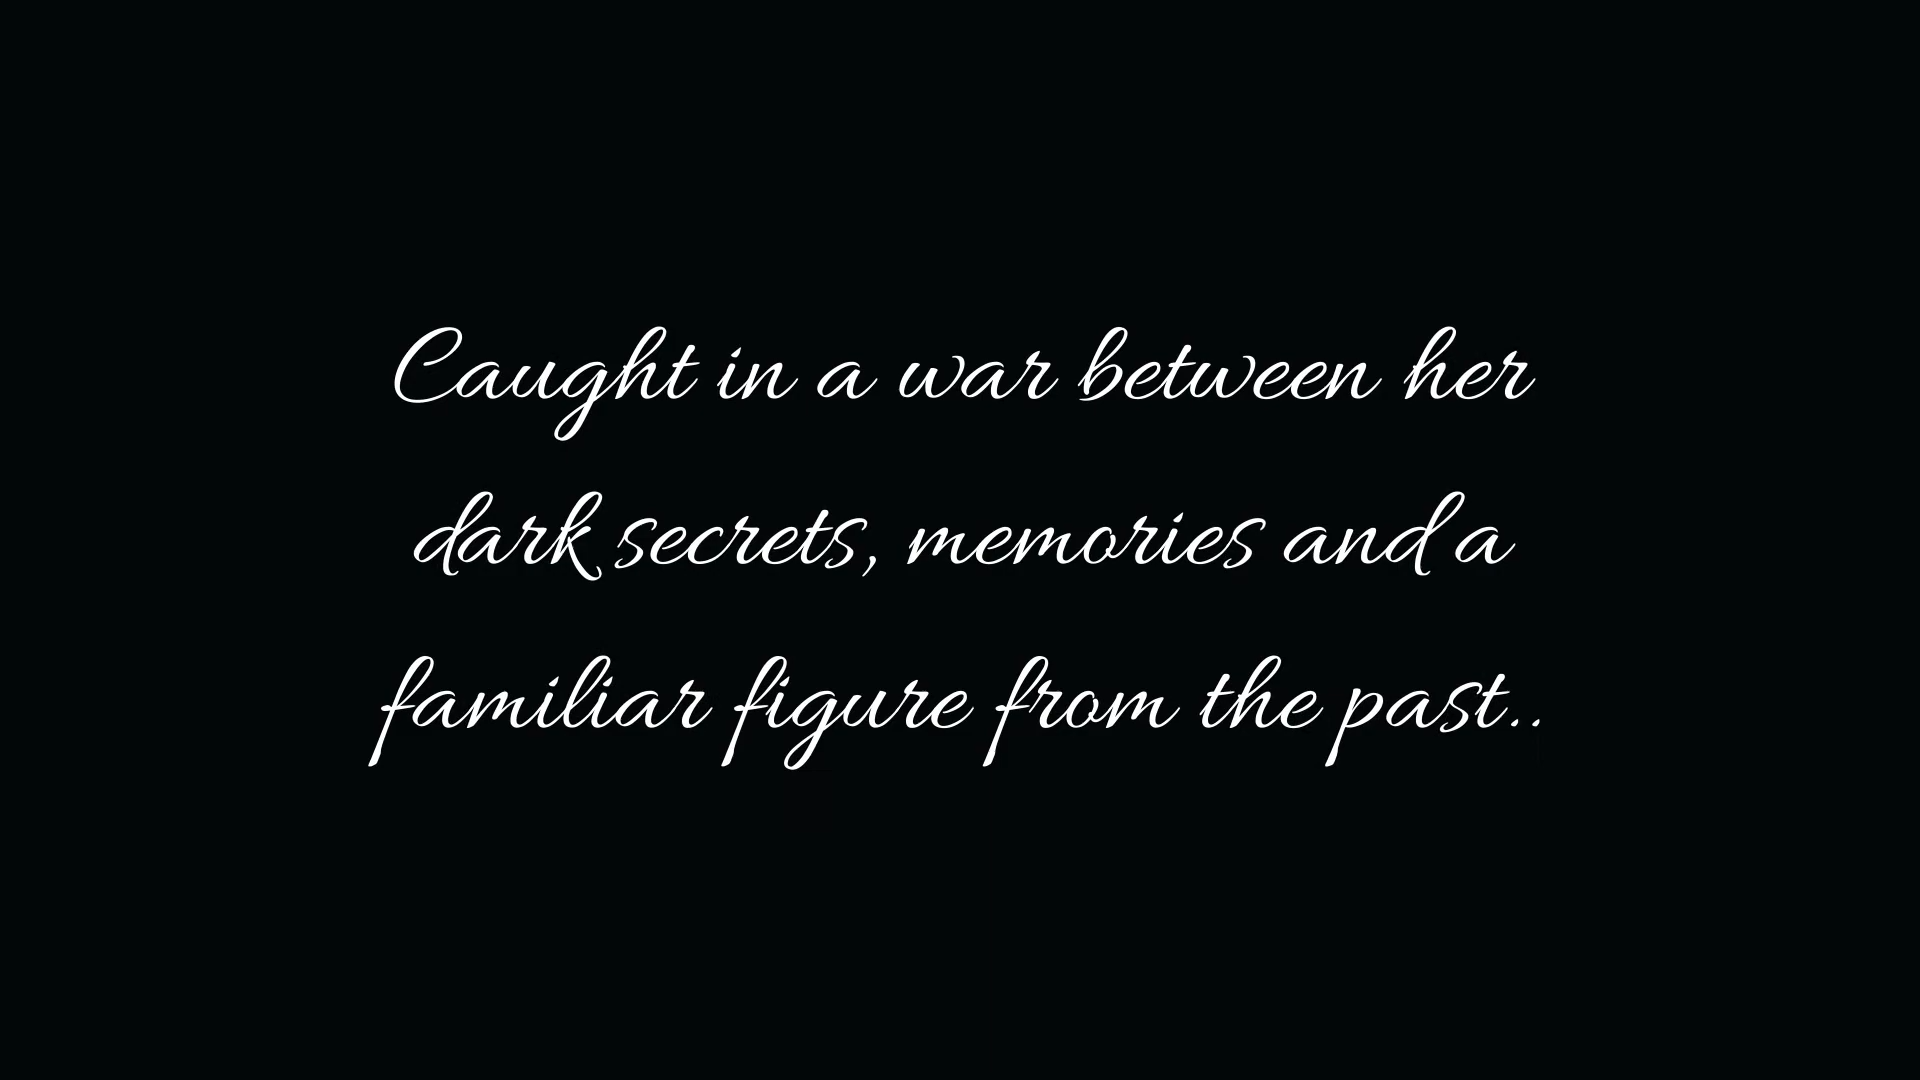 Caught in a war between her
dark secrets, memories and a
familiar figure from the past..